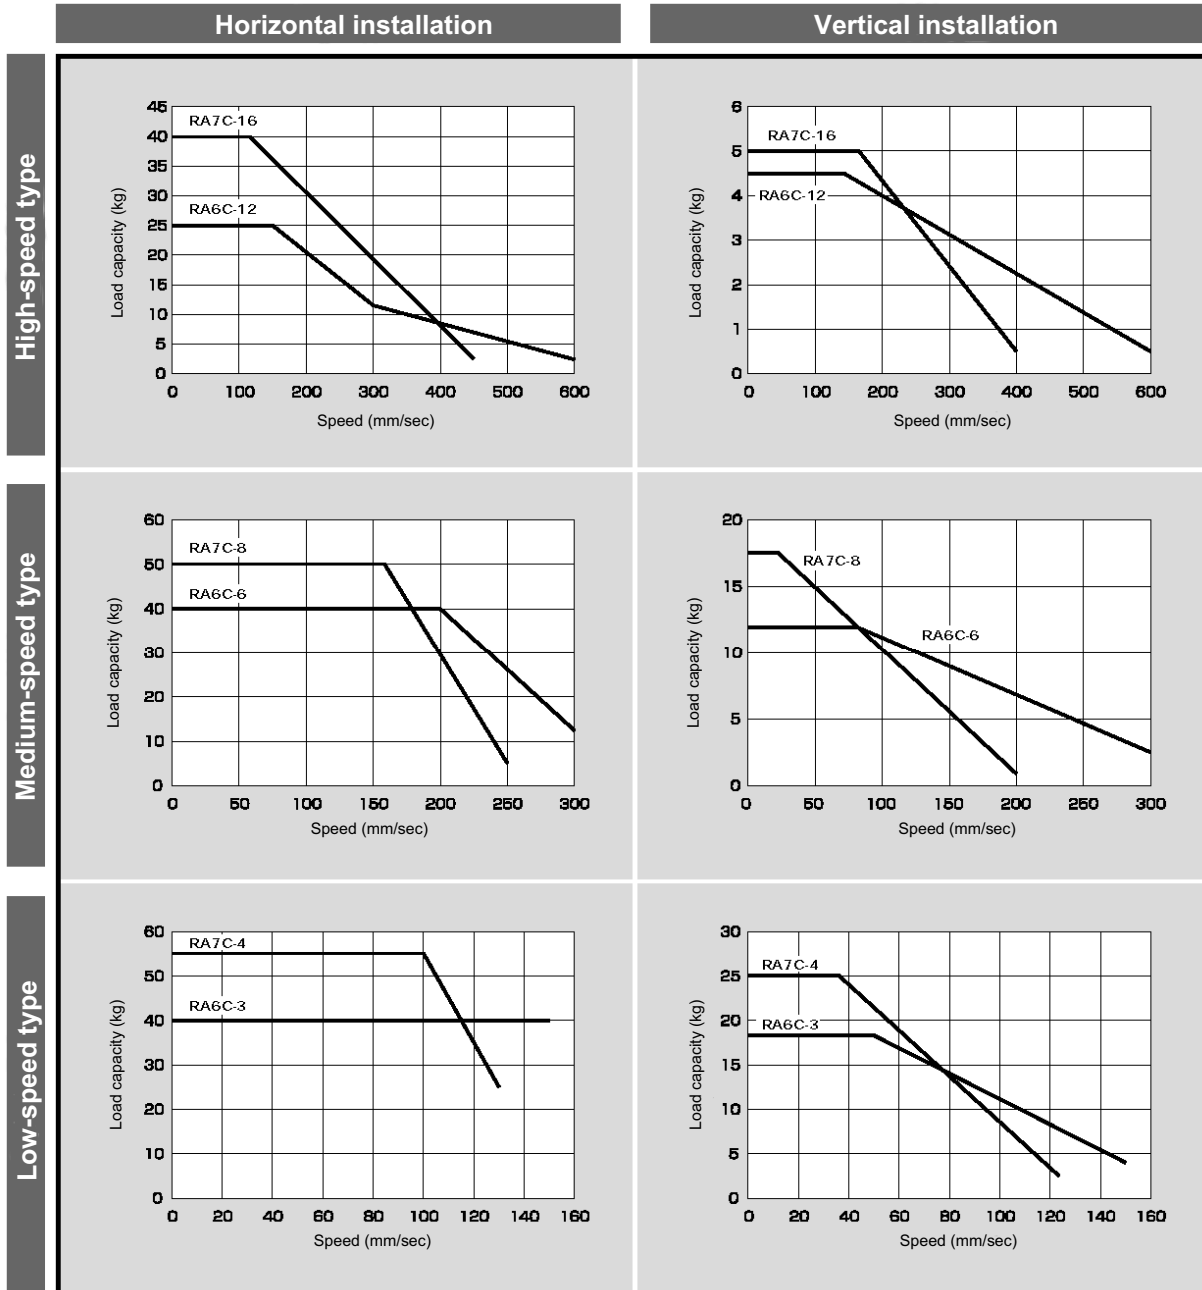 Horizontal installation
Vertical installation
High-speed type
Load capacity (kg)
45
40
35
30
25
20
15
10
5
0
RA7C-16
RA6C-12
0 100 200 300 400 500 600
Speed (mm/sec)
Load capacity (kg)
6
5
4
3
2
1
0
RA7C-16
RA6C-12
0 100 200 300 400 500 600
Speed (mm/sec)
Medium-speed type
Load capacity (kg)
60
50
40
30
20
10
0
RA7C-8
RA6C-6
0 50 100 150 200 250 300
Speed (mm/sec)
Load capacity (kg)
20
15
10
5
0
RA7C-8
RA6C-6
0 50 100 150 200 250 300
Speed (mm/sec)
Low-speed type
Load capacity (kg)
60
50
40
30
20
10
0
RA7C-4
RA6C-3
0 20 40 60 80 100 120 140 160
Speed (mm/sec)
Load capacity (kg)
30
25
20
15
10
5
0
RA7C-4
RA6C-3
0 20 40 60 80 100 120 140 160
Speed (mm/sec)